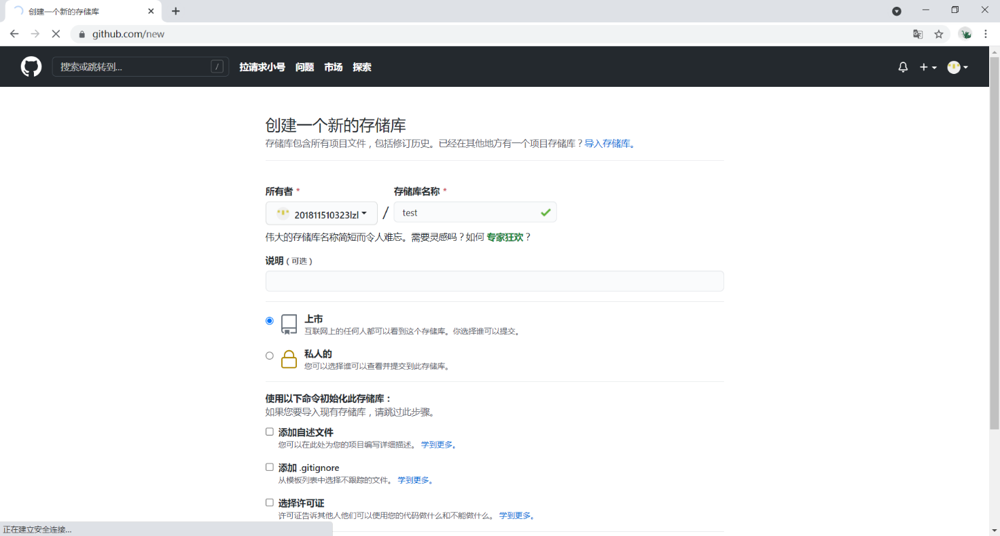 创建一个新的存储库
github.com/new
搜索或跳转到... / 拉请求小号 问题 市场 探索
创建一个新的存储库
存储库包含所有项目文件，包括修订历史。已经在其他地方有一个项目存储库？导入存储库。
所有者 * 存储库名称 *
201811510323lzl / test
伟大的存储库名称简短而令人难忘。需要灵感吗？如何 专家狂欢？
说明（可选）
上市
互联网上的任何人都可以看到这个存储库。你选择谁可以提交。
私人的
您可以选择谁可以查看并提交到此存储库。
使用以下命令初始化此存储库：
如果您要导入现有存储库，请跳过此步骤。
添加自述文件
您可以在此处为您的项目编写详细描述。 学到更多。
添加 .gitignore
从模板列表中选择不跟踪的文件。 学到更多。
选择许可证
许可证告诉其他人他们可以使用您的代码做什么和不能做什么。 学到更多。
正在建立安全连接...